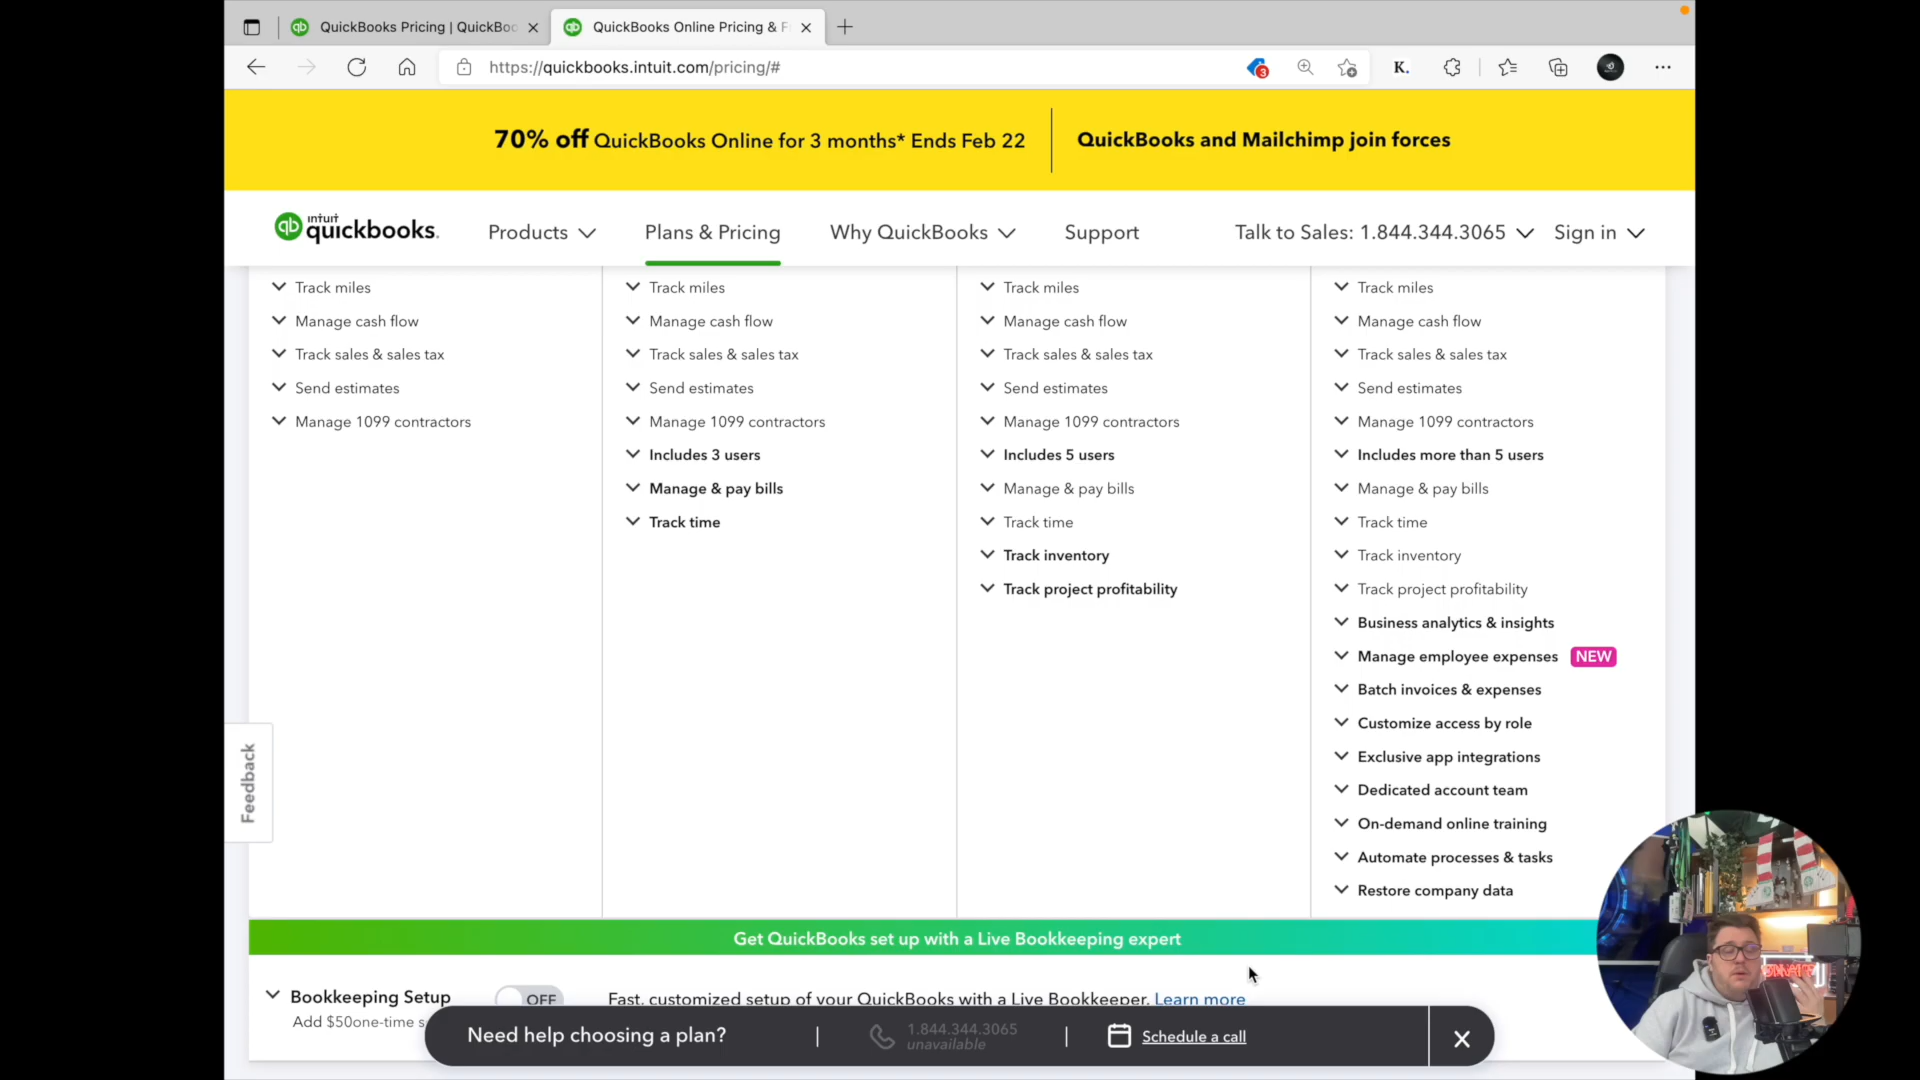 QuickBooks Pricing | QuickBoo
QuickBooks Online Pricing & F
https://quickbooks.intuit.com/pricing/#
3
K.
70% off QuickBooks Online for 3 months* Ends Feb 22
QuickBooks and Mailchimp join forces
intuit
quickbooks.
Products
Plans & Pricing
Why QuickBooks
Support
Talk to Sales: 1.844.344.3065
Sign in
Track miles
Manage cash flow
Track sales & sales tax
Send estimates
Manage 1099 contractors
Track miles
Manage cash flow
Track sales & sales tax
Send estimates
Manage 1099 contractors
Includes 3 users
Manage & pay bills
Track time
Track miles
Manage cash flow
Track sales & sales tax
Send estimates
Manage 1099 contractors
Includes 5 users
Manage & pay bills
Track time
Track inventory
Track project profitability
Track miles
Manage cash flow
Track sales & sales tax
Send estimates
Manage 1099 contractors
Includes more than 5 users
Manage & pay bills
Track time
Track inventory
Track project profitability
Business analytics & insights
Manage employee expenses NEW
Batch invoices & expenses
Customize access by role
Exclusive app integrations
Dedicated account team
On-demand online training
Automate processes & tasks
Restore company data
Feedback
Get QuickBooks set up with a Live Bookkeeping expert
Bookkeeping Setup
OFF
Fast, customized setup of your QuickBooks with a Live Bookkeeper. Learn more
Add $50one-time s
Need help choosing a plan?
1.844.344.3065
unavailable
Schedule a call